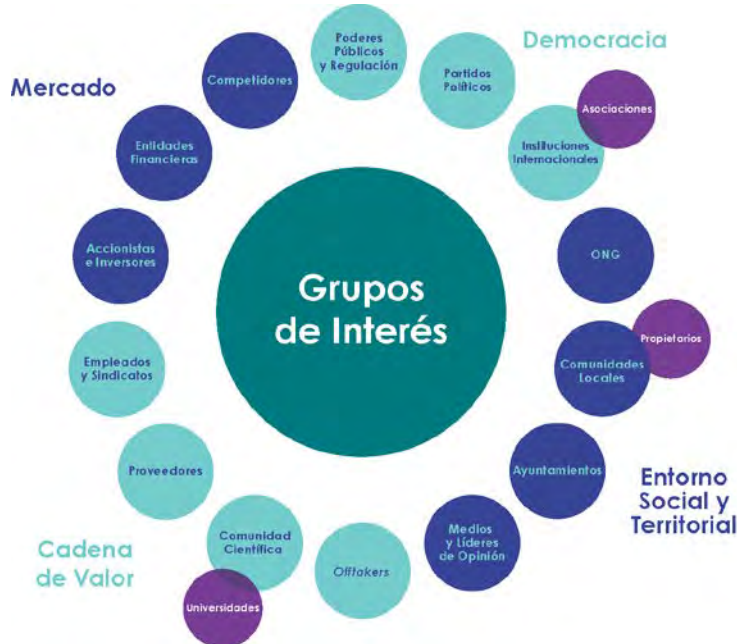 Mercado
Democracia
Competidores
Poderes
Públicos
y Regulación
Partidos
Políticos
Asociaciones
Instituciones
Internacionales
Entidades
Financieras
Accionistas
e Inversores
ONG
Grupos
de Interés
Propietarios
Comunidades
Locales
Empleados
y Sindicatos
Proveedores
Ayuntamientos
Entorno
Social y
Territorial
Medios
y Líderes
de Opinión
Comunidad
Científica
Offtakers
Cadena
de Valor
Universidades